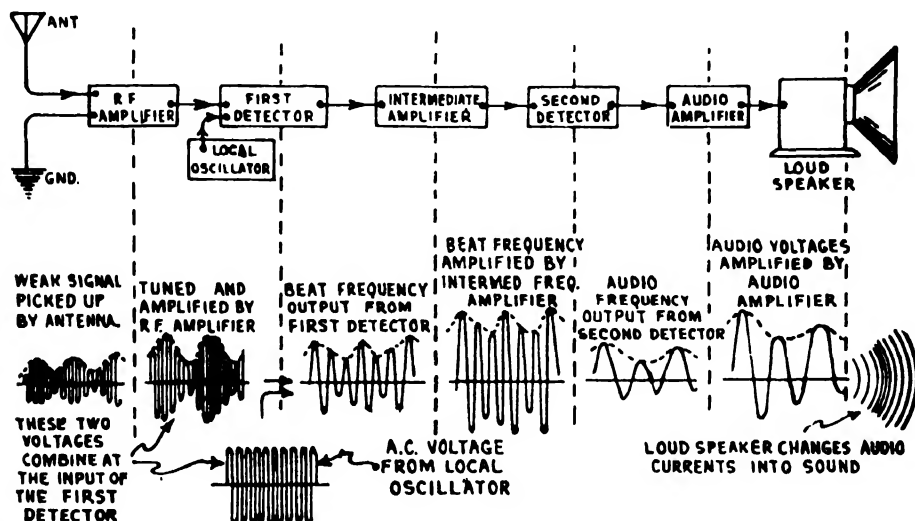 ANT
R F
AMPLIFIER
FIRST
DETECTOR
INTERMEDIATE
AMPLIFIER
SECOND
DETECTOR
AUDIO
AMPLIFIER
LOCAL
OSCILLATOR
GND.
LOUD
SPEAKER
WEAK SIGNAL
PICKED UP
BY ANTENNA.
TUNED AND
AMPLIFIED BY
R.F. AMPLIFIER
BEAT FREQUENCY
OUTPUT FROM
FIRST DETECTOR
BEAT FREQUENCY
AMPLIFIED BY
INTERMED FREQ.
AMPLIFIER
AUDIO
FREQUENCY
OUTPUT FROM
SECOND DETECTOR
AUDIO VOLTAGES
AMPLIFIED BY
AUDIO
AMPLIFIER
THESE TWO
VOLTAGES
COMBINE AT
THE INPUT OF
THE FIRST
DETECTOR
A.C. VOLTAGE
FROM LOCAL
OSCILLATOR
LOUD SPEAKER CHANGES AUDIO
CURRENTS INTO SOUND